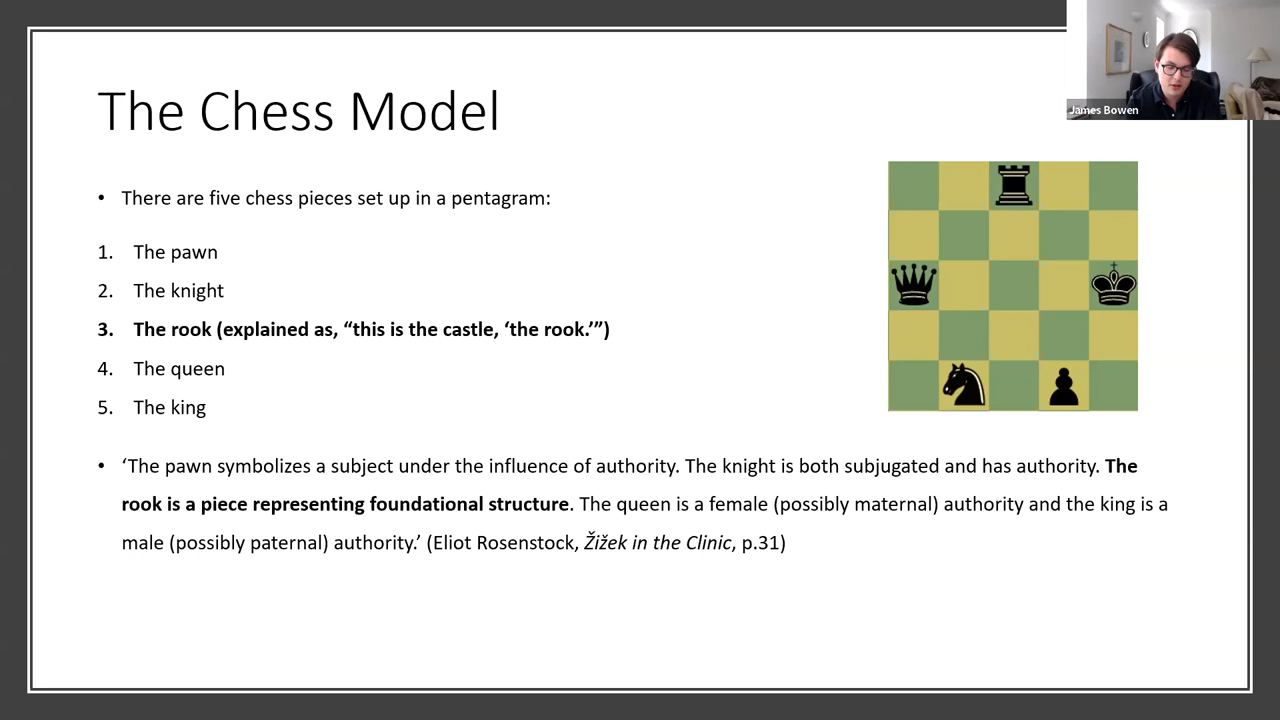 The Chess Model
James Bowen
• There are five chess pieces set up in a pentagram:
1. The pawn
2. The knight
3. The rook (explained as, “this is the castle, ‘the rook.’”)
4. The queen
5. The king
• ‘The pawn symbolizes a subject under the influence of authority. The knight is both subjugated and has authority. The
rook is a piece representing foundational structure. The queen is a female (possibly maternal) authority and the king is a
male (possibly paternal) authority.’ (Eliot Rosenstock, Žižek in the Clinic, p.31)